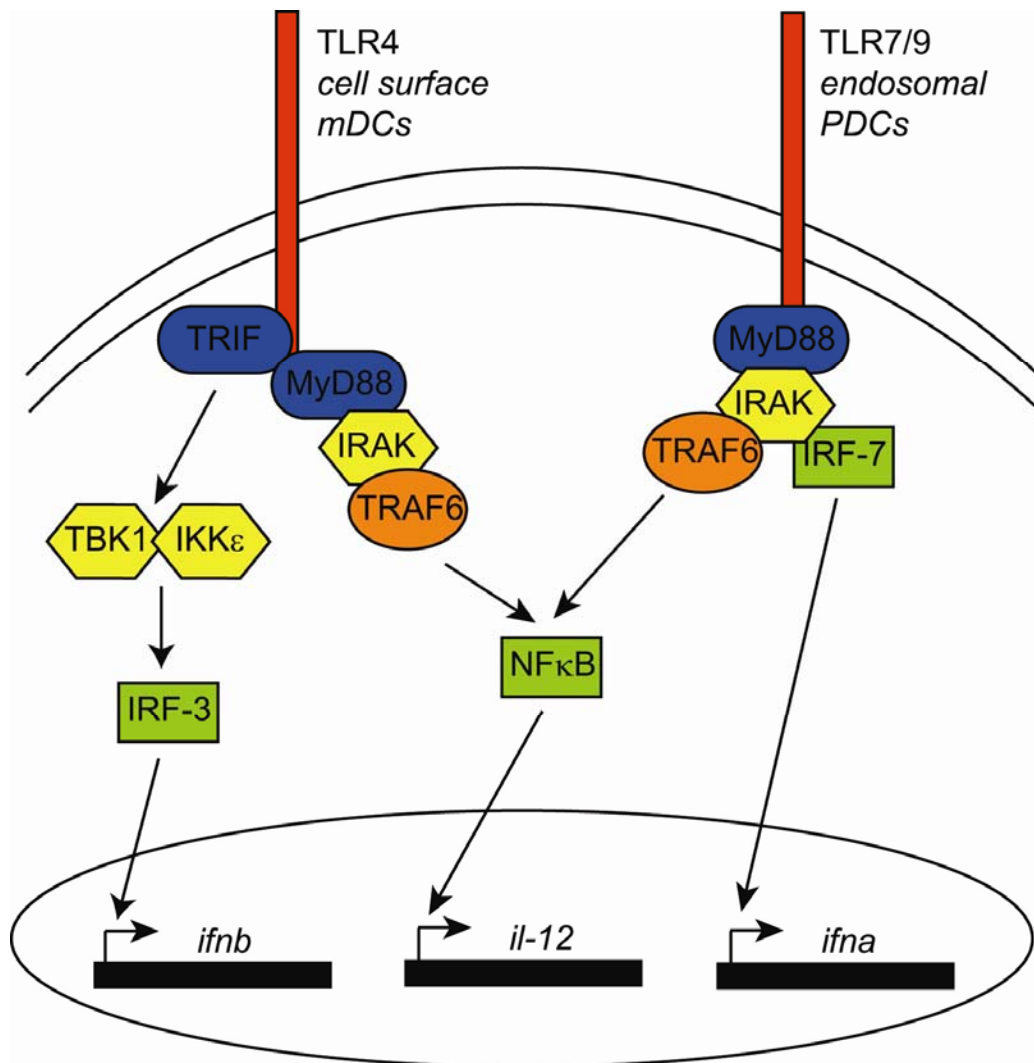 TLR4
cell surface
mDCs
TLR7/9
endosomal
PDCs
TRIF
MyD88
IRAK
TRAF6
MyD88
IRAK
TRAF6
IRF-7
TBK1
IKKε
NFκB
IRF-3
ifnb
il-12
ifna